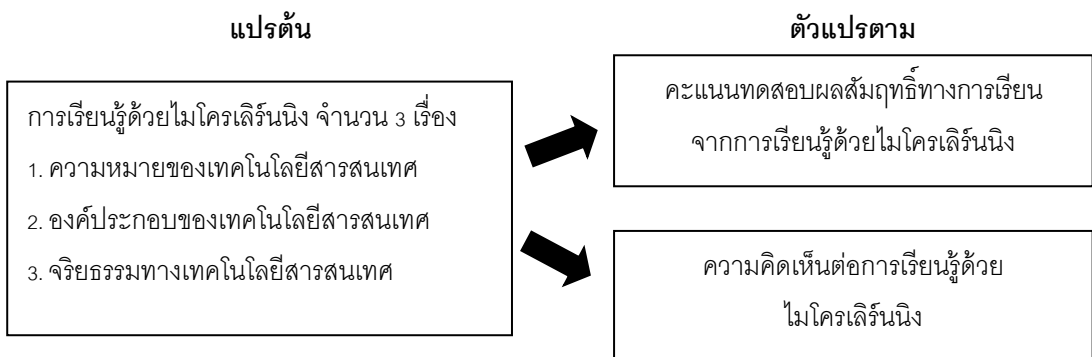 แปรต้น
ตัวแปรตาม
การเรียนรู้ด้วยไมโครเลิร์นนิง จำนวน 3 เรื่อง
1. ความหมายของเทคโนโลยีสารสนเทศ
2. องค์ประกอบของเทคโนโลยีสารสนเทศ
3. จริยธรรมทางเทคโนโลยีสารสนเทศ
คะแนนทดสอบผลสัมฤทธิ์ทางการเรียน
จากการเรียนรู้ด้วยไมโครเลิร์นนิง
ความคิดเห็นต่อการเรียนรู้ด้วย
ไมโครเลิร์นนิง